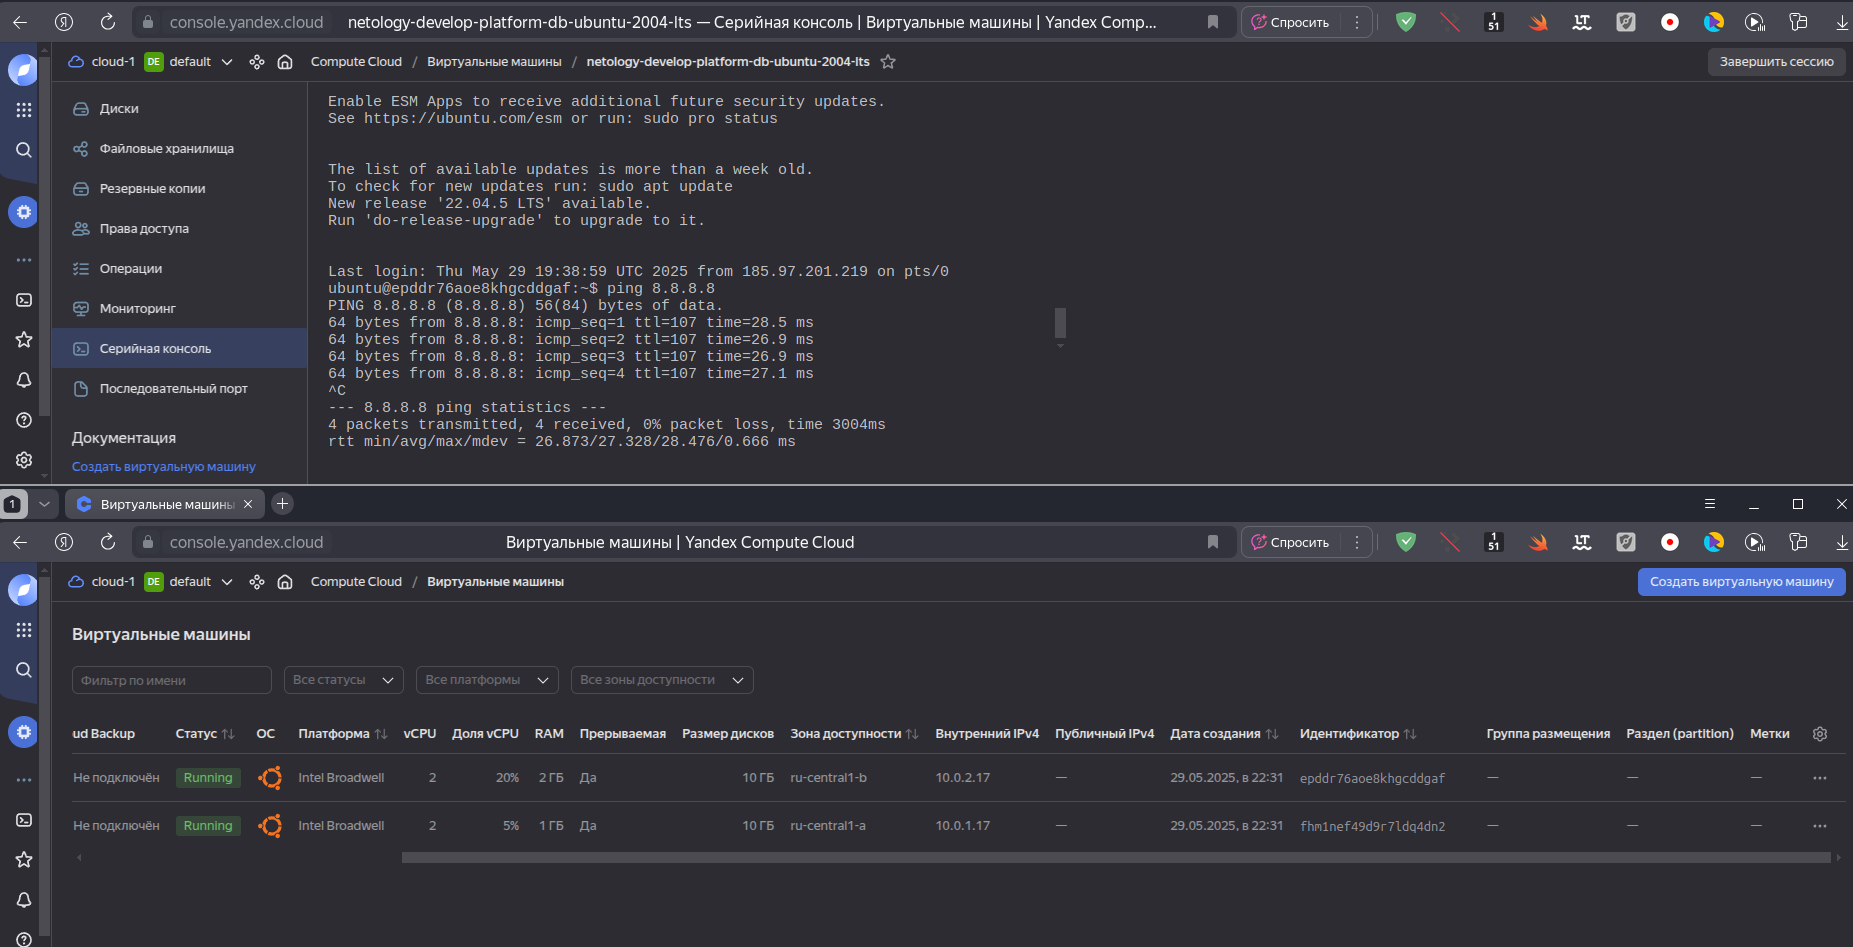 console.yandex.cloud
netology-develop-platform-db-ubuntu-2004-lts — Серийная консоль | Виртуальные машины | Yandex Comp...
Спросить
1
51
cloud-1
DE
default
Compute Cloud / Виртуальные машины / netology-develop-platform-db-ubuntu-2004-lts
Завершить сессию
Диски
Файловые хранилища
Резервные копии
Права доступа
Операции
Мониторинг
Серийная консоль
Последовательный порт
Документация
Создать виртуальную машину
Enable ESM Apps to receive additional future security updates.
See https://ubuntu.com/esm or run: sudo pro status
The list of available updates is more than a week old.
To check for new updates run: sudo apt update
New release '22.04.5 LTS' available.
Run 'do-release-upgrade' to upgrade to it.
Last login: Thu May 29 19:38:59 UTC 2025 from 185.97.201.219 on pts/0
ubuntu@epddr76aoe8khgcddgaf:~$ ping 8.8.8.8
PING 8.8.8.8 (8.8.8.8) 56(84) bytes of data.
64 bytes from 8.8.8.8: icmp_seq=1 ttl=107 time=28.5 ms
64 bytes from 8.8.8.8: icmp_seq=2 ttl=107 time=26.9 ms
64 bytes from 8.8.8.8: icmp_seq=3 ttl=107 time=26.9 ms
64 bytes from 8.8.8.8: icmp_seq=4 ttl=107 time=27.1 ms
^C
--- 8.8.8.8 ping statistics ---
4 packets transmitted, 4 received, 0% packet loss, time 3004ms
rtt min/avg/max/mdev = 26.873/27.328/28.476/0.666 ms
1
Виртуальные машины
console.yandex.cloud
Виртуальные машины | Yandex Compute Cloud
Спросить
1
51
cloud-1
DE
default
Compute Cloud / Виртуальные машины
Создать виртуальную машину
Виртуальные машины
Фильтр по имени
Все статусы
Все платформы
Все зоны доступности
ud Backup Статус ОС Платформа vCPU Доля vCPU RAM Прерываемая Размер дисков Зона доступности Внутренний IPv4 Публичный IPv4 Дата создания Идентификатор Группа размещения Раздел (partition) Метки
Не подключён Running Intel Broadwell 2 20% 2 ГБ Да 10 ГБ ru-central1-b 10.0.2.17 — 29.05.2025, в 22:31 epddr76aoe8khgcddgaf — — —
Не подключён Running Intel Broadwell 2 5% 1 ГБ Да 10 ГБ ru-central1-a 10.0.1.17 — 29.05.2025, в 22:31 fhm1nef49d9r7ldq4dn2 — — —